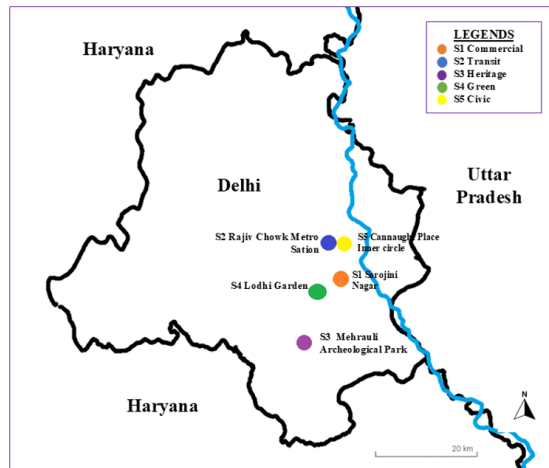 Haryana
LEGENDS
S1 Commercial
S2 Transit
S3 Heritage
S4 Green
S5 Civic
Uttar
Pradesh
Delhi
S2 Rajiv Chowk Metro
Sation
S5 Cannaught Place
Inner circle
S1 Sarojini
Nagar
S4 Lodhi Garden
S3 Mehrauli
Archeological Park
Haryana
N
20 km